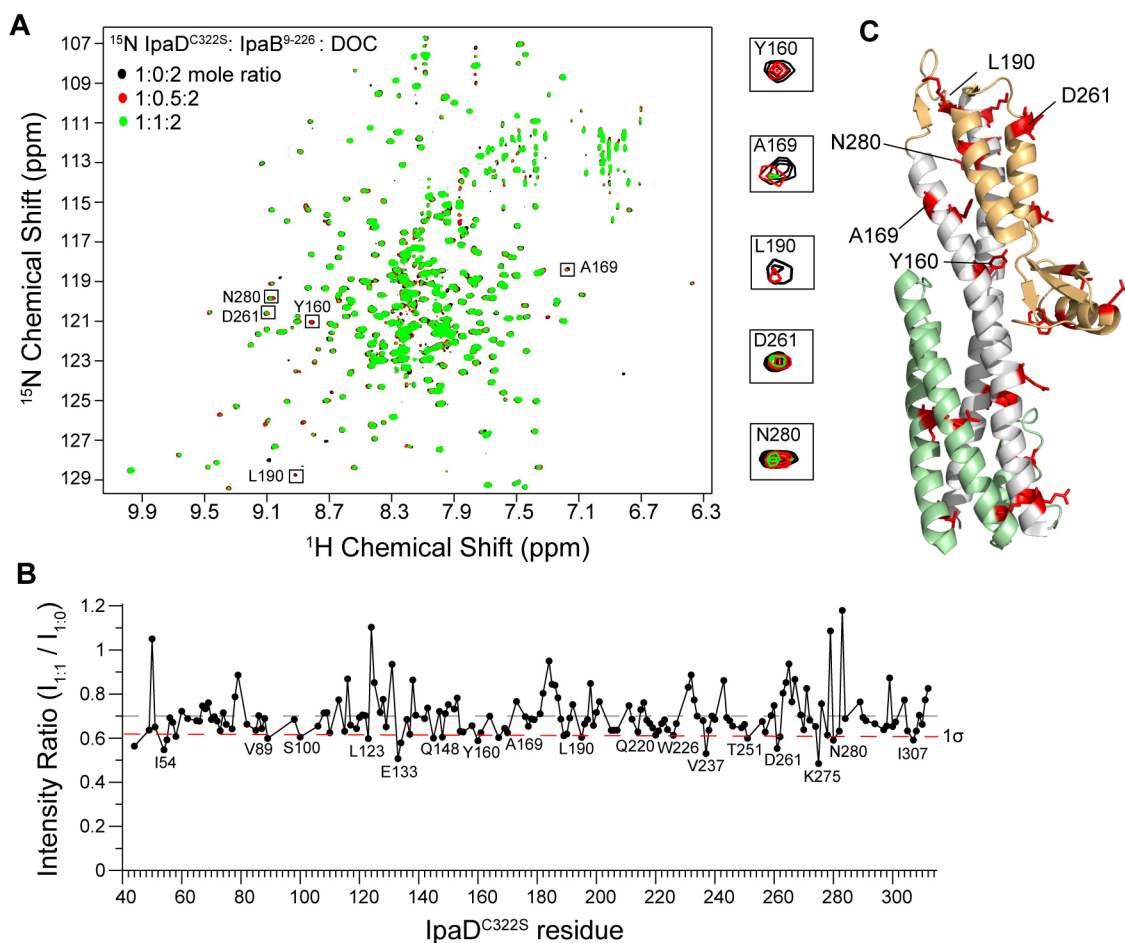 A
¹⁵N IpaD^C322S: IpaB^9-226 : DOC
1:0:2 mole ratio
1:0.5:2
1:1:2
107
109
111
113
115
117
119
121
123
125
127
129
¹⁵N Chemical Shift (ppm)
N280
D261
Y160
A169
L190
9.9 9.5 9.1 8.7 8.3 7.9 7.5 7.1 6.7 6.3
¹H Chemical Shift (ppm)
Y160
A169
L190
D261
N280
C
L190
D261
N280
A169
Y160
B
Intensity Ratio (I₁:₁ / I₁:₀)
1.2
1
0.8
0.6
0.4
0.2
0
1σ
I54
V89
S100
L123
E133
Q148
Y160
A169
L190
Q220
W226
V237
T251
D261
K275
N280
I307
40 60 80 100 120 140 160 180 200 220 240 260 280 300
IpaD^C322S residue